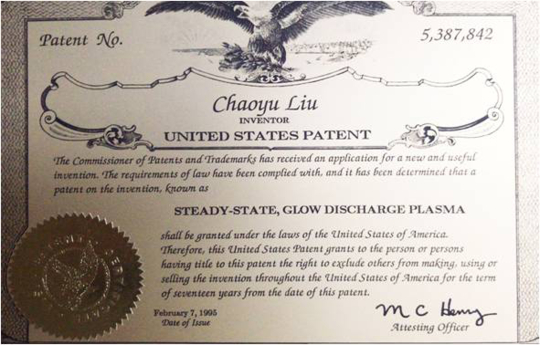 Patent No. 5,387,842
Chaoyu Liu
INVENTOR
UNITED STATES PATENT
The Commissioner of Patents and Trademarks has received an application for a new and useful
invention. The requirements of law have been complied with, and it has been determined that a
patent on the invention, known as
STEADY-STATE, GLOW DISCHARGE PLASMA
shall be granted under the laws of the United States of America.
Therefore, this United States Patent grants to the person or persons
having title to this patent the right to exclude others from making, using or
selling the invention throughout the United States of America for the term
of seventeen years from the date of this patent.
February 7, 1995
Date of Issue
M C Henry
Attesting Officer